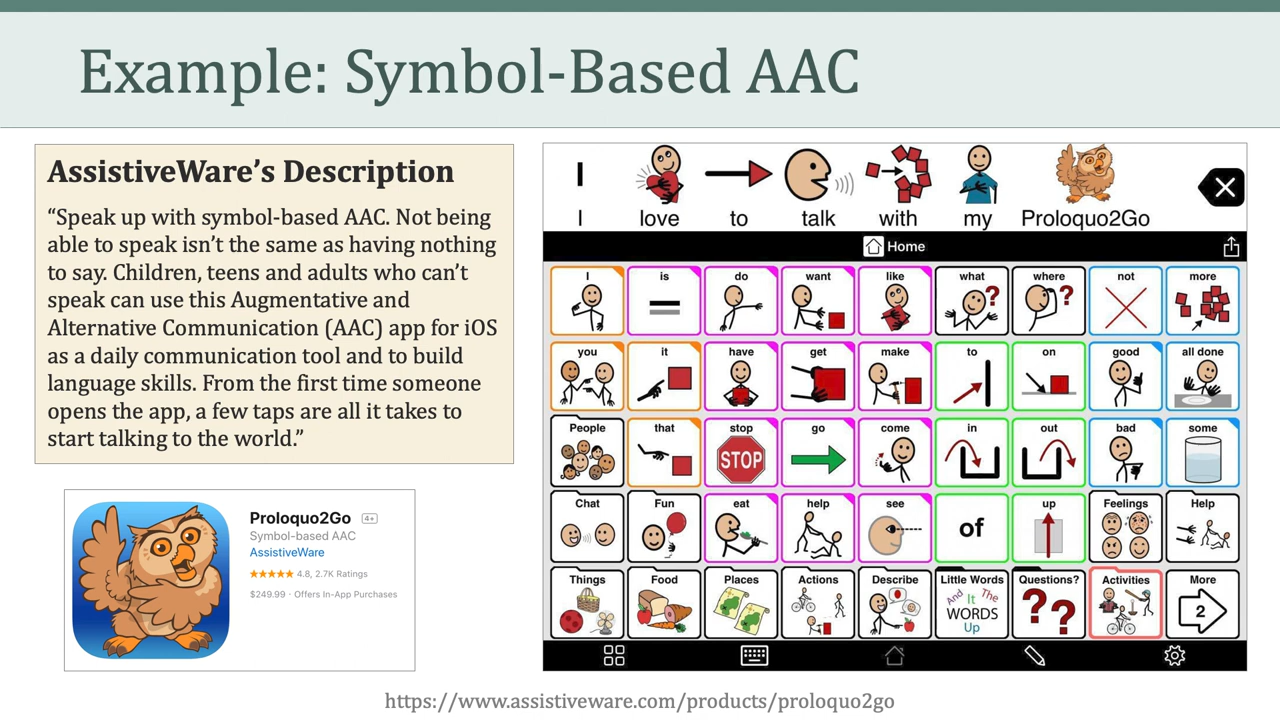 Example: Symbol-Based AAC
AssistiveWare’s Description
“Speak up with symbol-based AAC. Not being
able to speak isn’t the same as having nothing
to say. Children, teens and adults who can’t
speak can use this Augmentative and
Alternative Communication (AAC) app for iOS
as a daily communication tool and to build
language skills. From the first time someone
opens the app, a few taps are all it takes to
start talking to the world.”
Proloquo2Go 4+
Symbol-based AAC
AssistiveWare
★★★★★ 4.8, 2.7K Ratings
$249.99 · Offers In-App Purchases
I
I love to talk with my Proloquo2Go
Home
I is do want like what where not more
you it have get make to on good all done
People that stop go come in out bad some
STOP
Chat Fun eat help see of up Feelings Help
Things Food Places Actions Describe Little Words Questions? Activities More
And It The
WORDS
Up
2
https://www.assistiveware.com/products/proloquo2go